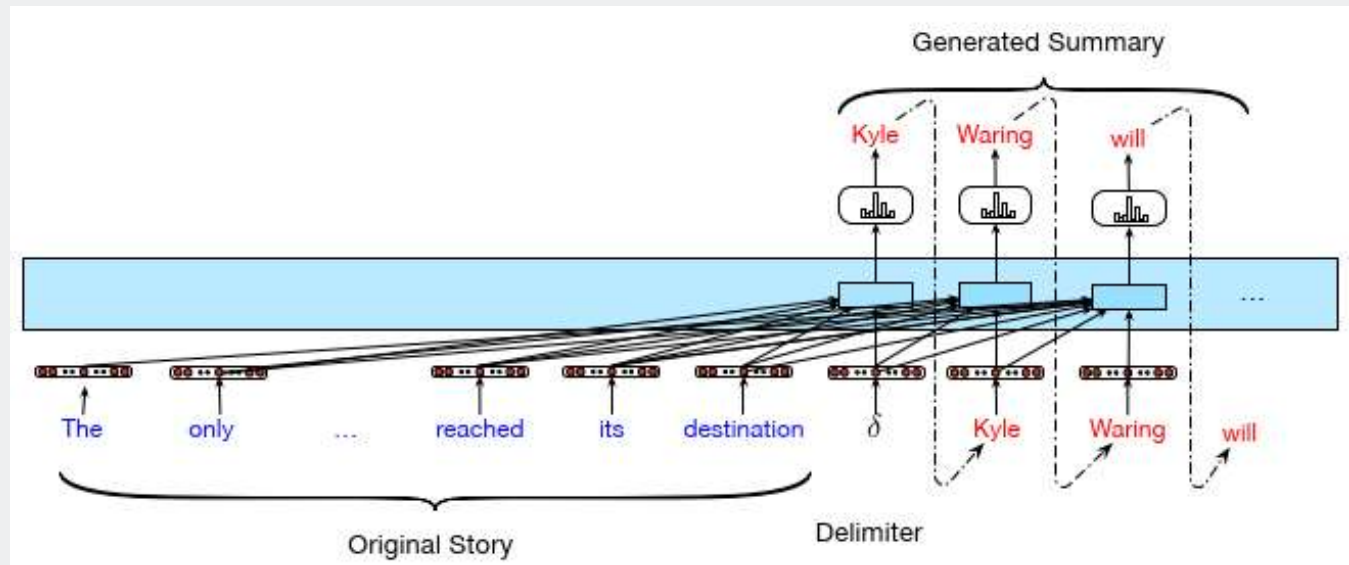 Generated Summary
Kyle Waring will
...
The only ... reached its destination δ Kyle Waring will
Original Story
Delimiter